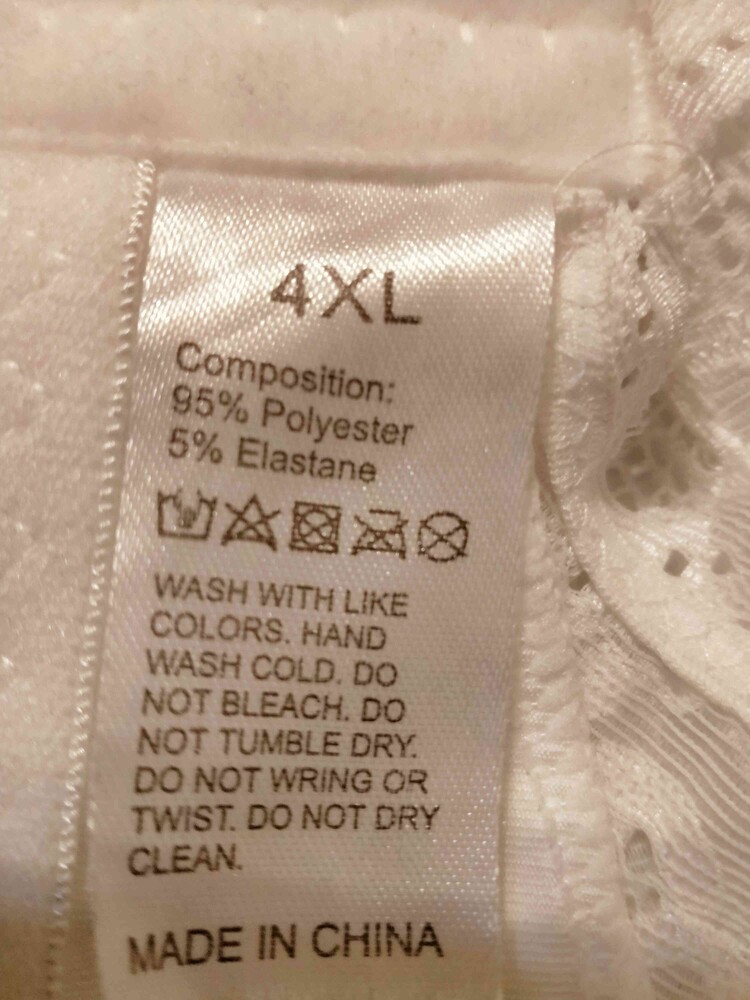 4XL
Composition:
95% Polyester
5% Elastane
WASH WITH LIKE
COLORS. HAND
WASH COLD. DO
NOT BLEACH. DO
NOT TUMBLE DRY.
DO NOT WRING OR
TWIST. DO NOT DRY
CLEAN.
MADE IN CHINA